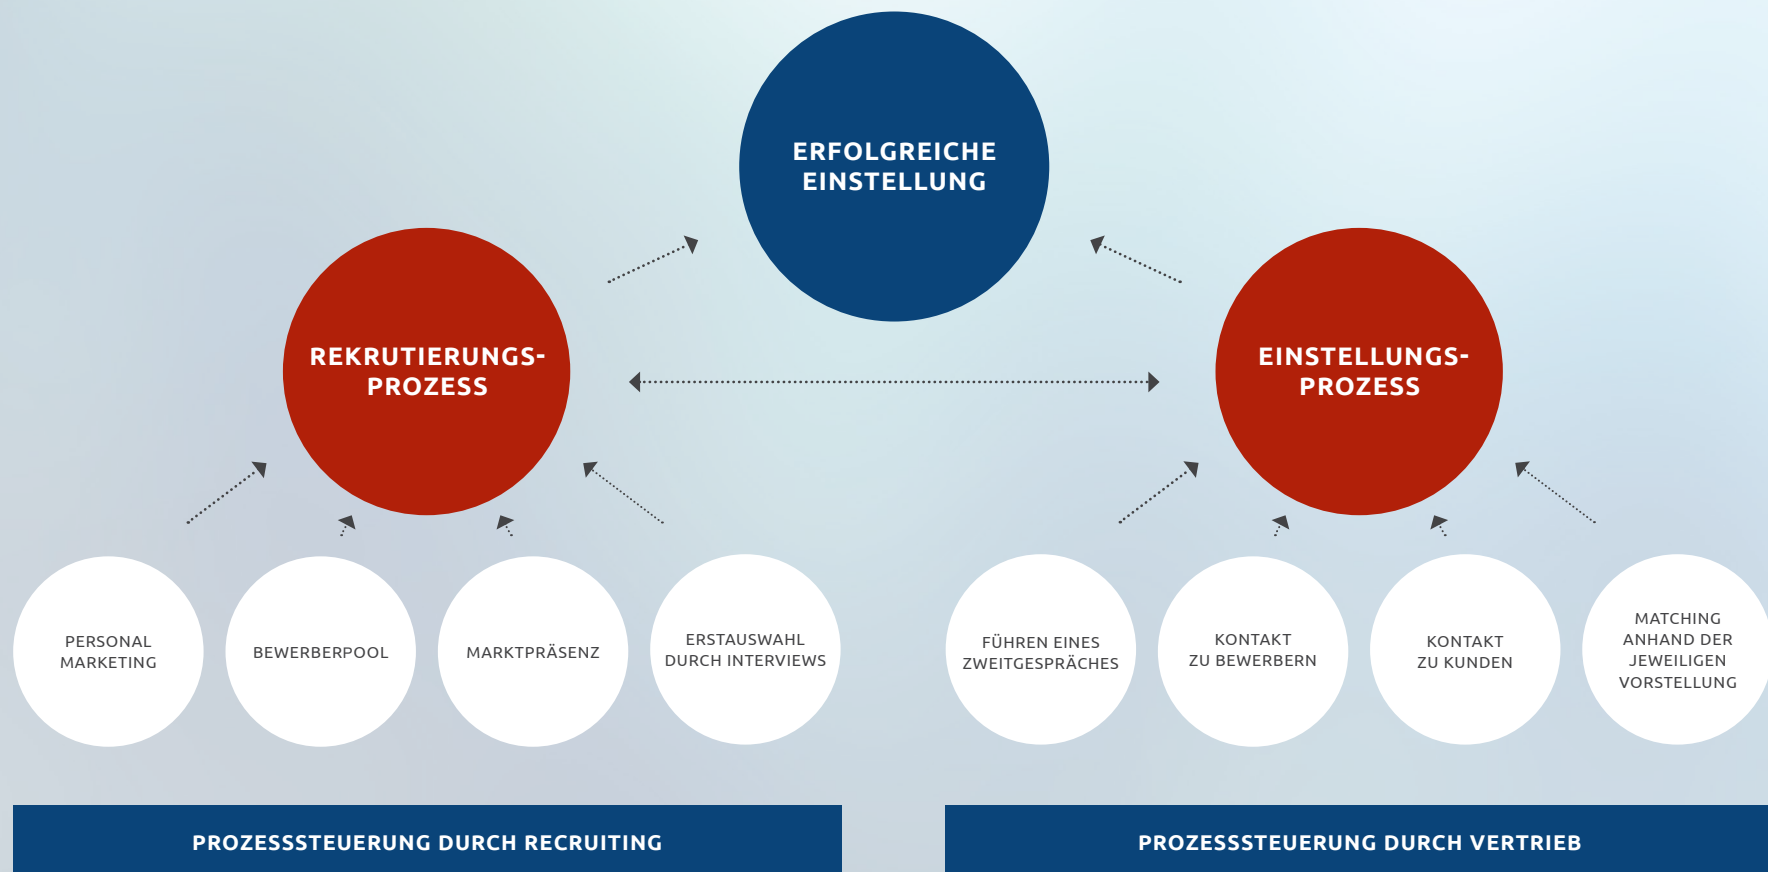 ERFOLGREICHE
EINSTELLUNG
REKRUTIERUNGS-
PROZESS
EINSTELLUNGS-
PROZESS
PERSONAL
MARKETING
BEWERBERPOOL
MARKTPRÄSENZ
ERSTAUSWAHL
DURCH INTERVIEWS
FÜHREN EINES
ZWEITGESPRÄCHES
KONTAKT
ZU BEWERBERN
KONTAKT
ZU KUNDEN
MATCHING
ANHAND DER
JEWEILIGEN
VORSTELLUNG
PROZESSSTEUERUNG DURCH RECRUITING
PROZESSSTEUERUNG DURCH VERTRIEB